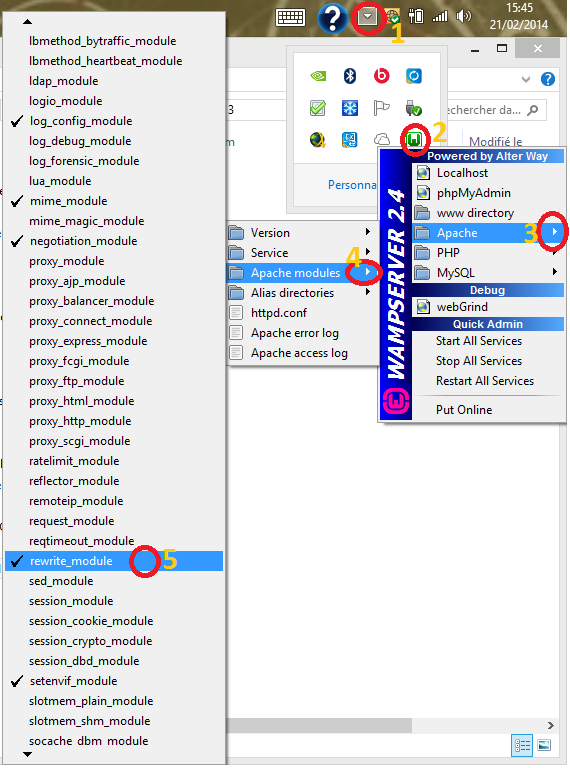 15:45
21/02/2014
1
?
?
3
echercher da...
m
Modifié le
Personna
2
WAMPSERVER 2.4
Powered by Alter Way
Localhost
phpMyAdmin
www directory
Apache
3
PHP
MySQL
Debug
webGrind
Quick Admin
Start All Services
Stop All Services
Restart All Services
Put Online
Version
Service
Apache modules
4
Alias directories
httpd.conf
Apache error log
Apache access log
lbmethod_bytraffic_module
lbmethod_heartbeat_module
ldap_module
logio_module
log_config_module
log_debug_module
log_forensic_module
lua_module
mime_module
mime_magic_module
negotiation_module
proxy_module
proxy_ajp_module
proxy_balancer_module
proxy_connect_module
proxy_express_module
proxy_fcgi_module
proxy_ftp_module
proxy_html_module
proxy_http_module
proxy_scgi_module
ratelimit_module
reflector_module
remoteip_module
request_module
reqtimeout_module
rewrite_module
5
sed_module
session_module
session_cookie_module
session_crypto_module
session_dbd_module
setenvif_module
slotmem_plain_module
slotmem_shm_module
socache_dbm_module